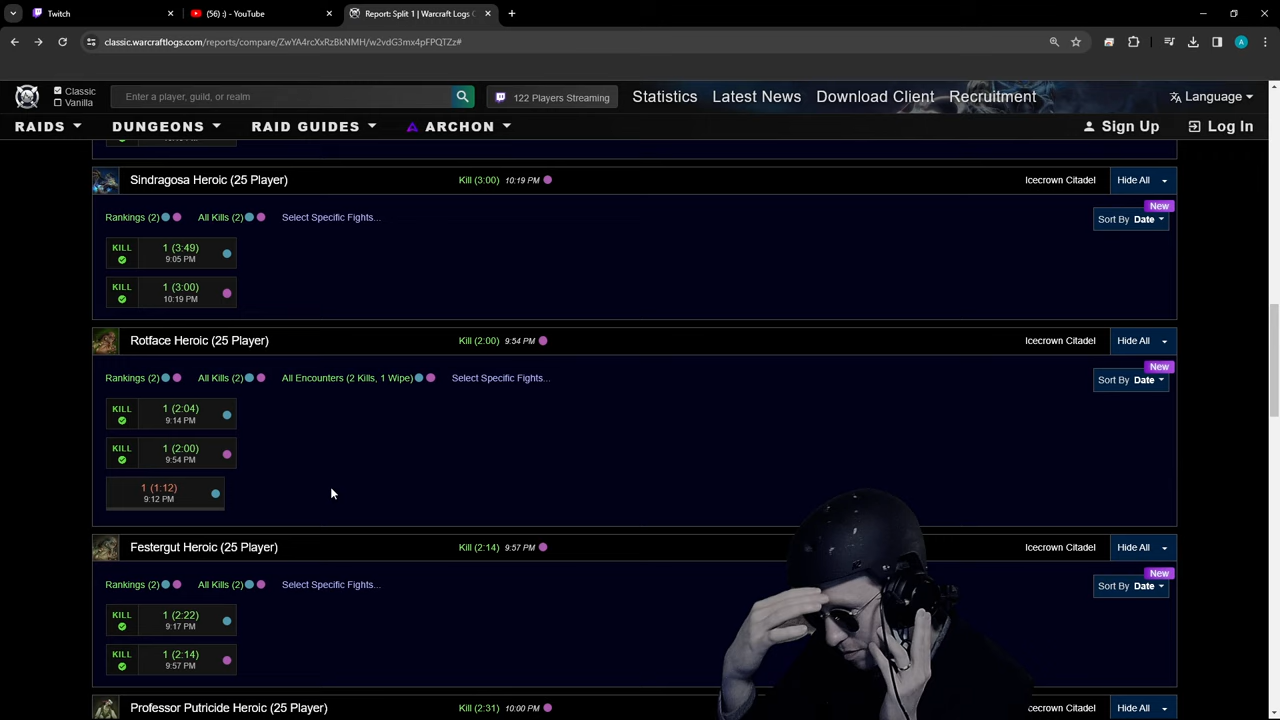 Twitch
(56) :) - YouTube
Report: Split 1 | Warcraft Logs C
classic.warcraftlogs.com/reports/compare/ZwYA4rcXxRzBkNMH/w2vdG3mx4pFPQTZz#
Classic
Vanilla
Enter a player, guild, or realm
122 Players Streaming
Statistics
Latest News
Download Client
Recruitment
Language
RAIDS
DUNGEONS
RAID GUIDES
ARCHON
Sign Up
Log In
Sindragosa Heroic (25 Player)
Kill (3:00) 10:19 PM
Icecrown Citadel
Hide All
New
Rankings (2)
All Kills (2)
Select Specific Fights...
Sort By Date
KILL
1 (3:49)
9:05 PM
KILL
1 (3:00)
10:19 PM
Rotface Heroic (25 Player)
Kill (2:00) 9:54 PM
Icecrown Citadel
Hide All
New
Rankings (2)
All Kills (2)
All Encounters (2 Kills, 1 Wipe)
Select Specific Fights...
Sort By Date
KILL
1 (2:04)
9:14 PM
KILL
1 (2:00)
9:54 PM
1 (1:12)
9:12 PM
Festergut Heroic (25 Player)
Kill (2:14) 9:57 PM
Icecrown Citadel
Hide All
New
Rankings (2)
All Kills (2)
Select Specific Fights...
Sort By Date
KILL
1 (2:22)
9:17 PM
KILL
1 (2:14)
9:57 PM
Professor Putricide Heroic (25 Player)
Kill (2:31) 10:00 PM
Icecrown Citadel
Hide All